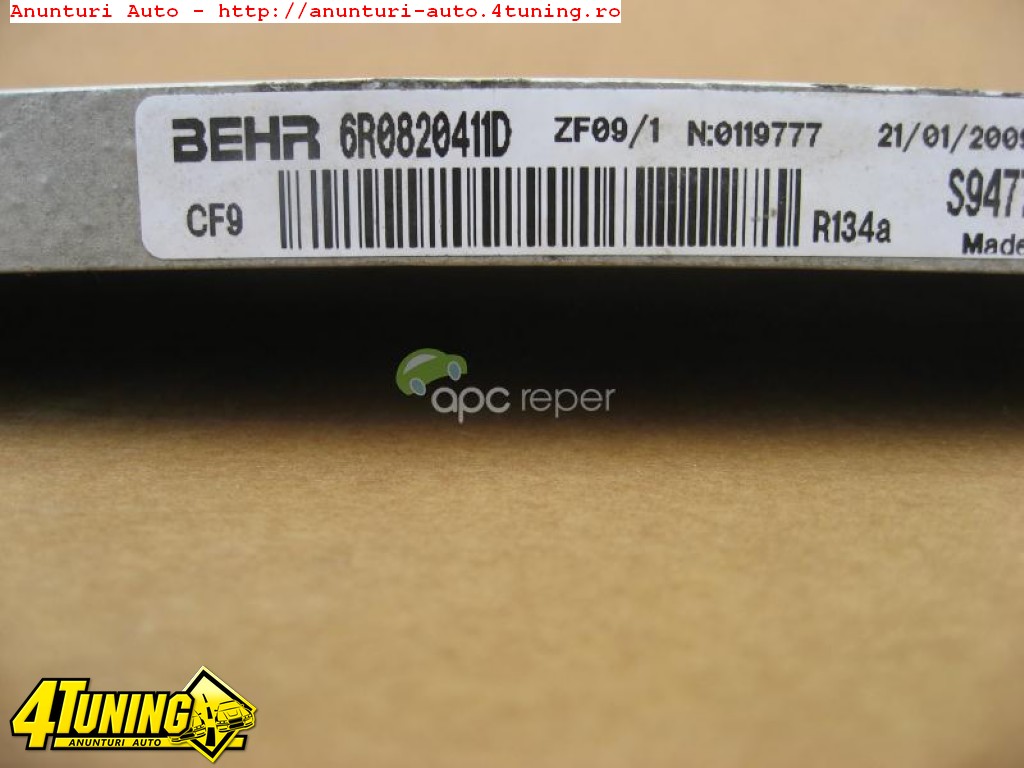 Anunturi Auto - http://anunturi-auto.4tuning.ro
BEHR 6R0820411D ZF09/1 N:0119777 21/01/2009
CF9 R134a S947
Made
apc reper
4TUNING
ANUNTURI AUTO